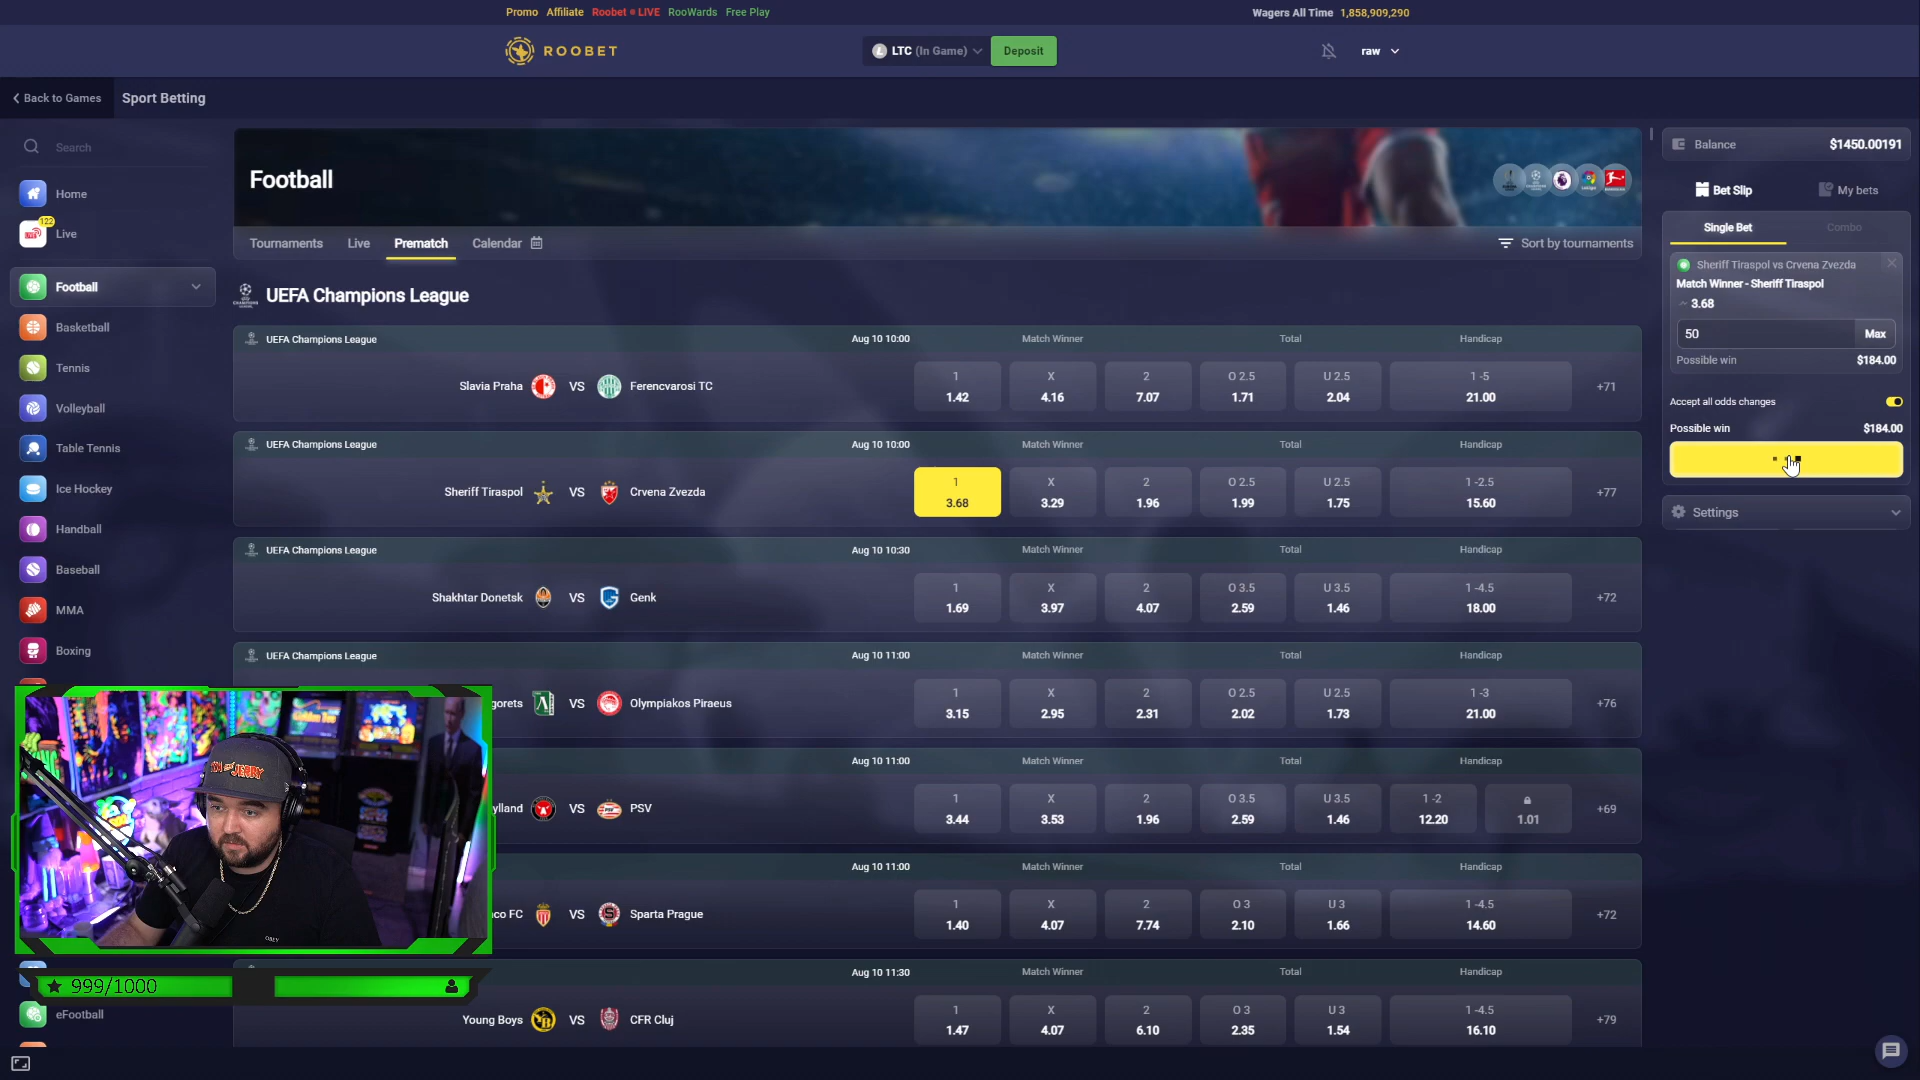 Promo Affiliate Roobet LIVE RooWards Free Play
Wagers All Time 1,858,909,290
ROOBET
LTC (In Game)
Deposit
raw
Back to Games
Sport Betting
Search
Home
122
Live
Football
Basketball
Tennis
Volleyball
Table Tennis
Ice Hockey
Handball
Baseball
MMA
Boxing
eFootball
Football
Tournaments Live Prematch Calendar
Sort by tournaments
UEFA Champions League
UEFA Champions League Aug 10 10:00 Match Winner Total Handicap
Slavia Praha VS Ferencvarosi TC
1 X 2 O 2.5 U 2.5 1 -5
1.42 4.16 7.07 1.71 2.04 21.00
+71
UEFA Champions League Aug 10 10:00 Match Winner Total Handicap
Sheriff Tiraspol VS Crvena Zvezda
1 X 2 O 2.5 U 2.5 1 -2.5
3.68 3.29 1.96 1.99 1.75 15.60
+77
UEFA Champions League Aug 10 10:30 Match Winner Total Handicap
Shakhtar Donetsk VS Genk
1 X 2 O 3.5 U 3.5 1 -4.5
1.69 3.97 4.07 2.59 1.46 18.00
+72
UEFA Champions League Aug 10 11:00 Match Winner Total Handicap
gorets VS Olympiakos Piraeus
1 X 2 O 2.5 U 2.5 1 -3
3.15 2.95 2.31 2.02 1.73 21.00
+76
Aug 10 11:00 Match Winner Total Handicap
ylland VS PSV
1 X 2 O 3.5 U 3.5 1 -2
3.44 3.53 1.96 2.59 1.46 12.20 1.01
+69
Aug 10 11:00 Match Winner Total Handicap
co FC VS Sparta Prague
1 X 2 O 3 U 3 1 -4.5
1.40 4.07 7.74 2.10 1.66 14.60
+72
Aug 10 11:30 Match Winner Total Handicap
Young Boys VS CFR Cluj
1 X 2 O 3 U 3 1 -4.5
1.47 4.07 6.10 2.35 1.54 16.10
+79
Balance $1450.00191
Bet Slip My bets
Single Bet Combo
Sheriff Tiraspol vs Crvena Zvezda
Match Winner - Sheriff Tiraspol
3.68
50 Max
Possible win $184.00
Accept all odds changes
Possible win $184.00
Settings
JERRY
OBEY
999/1000